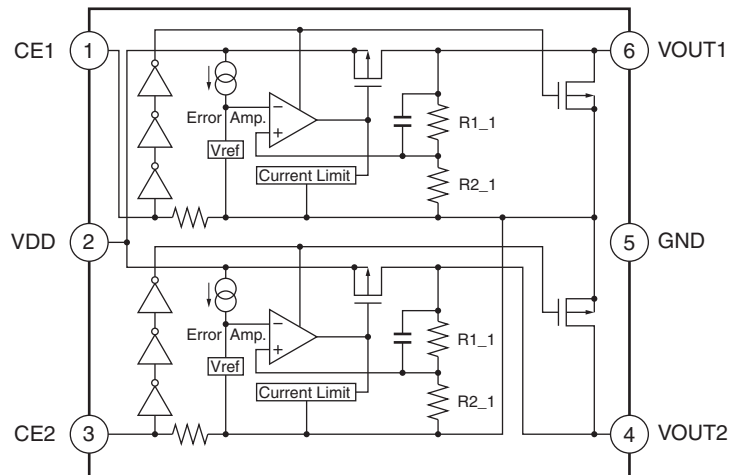 CE1
1
6
VOUT1
Error Amp.
−
+
Vref
Current Limit
R1_1
R2_1
VDD
2
5
GND
Error Amp.
−
+
Vref
Current Limit
R1_1
R2_1
CE2
3
4
VOUT2